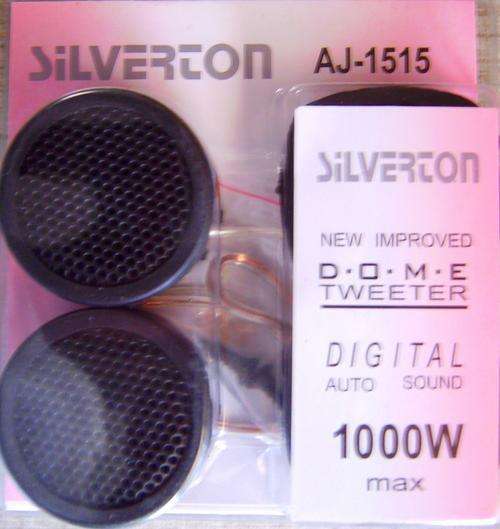 SiLVERTON
AJ-1515
SiLVERTON
NEW IMPROVED
D·O·M·E
TWEETER
DIGITAL
AUTO SOUND
1000W
max